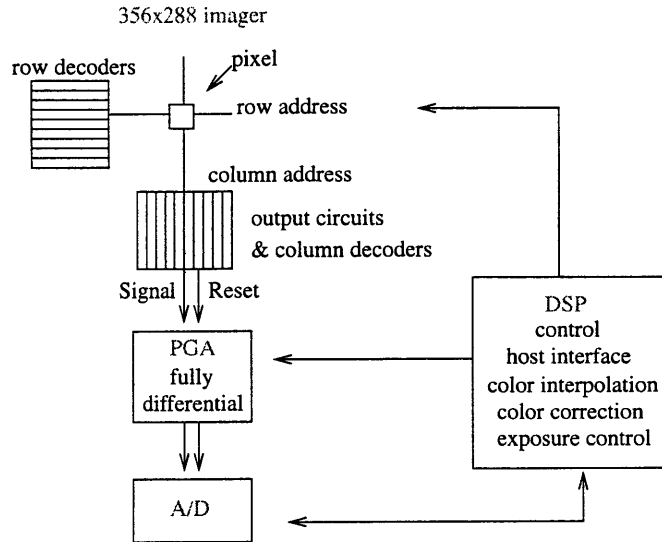 356x288 imager
row decoders
pixel
row address
column address
output circuits
& column decoders
Signal
Reset
PGA
fully
differential
A/D
DSP
control
host interface
color interpolation
color correction
exposure control